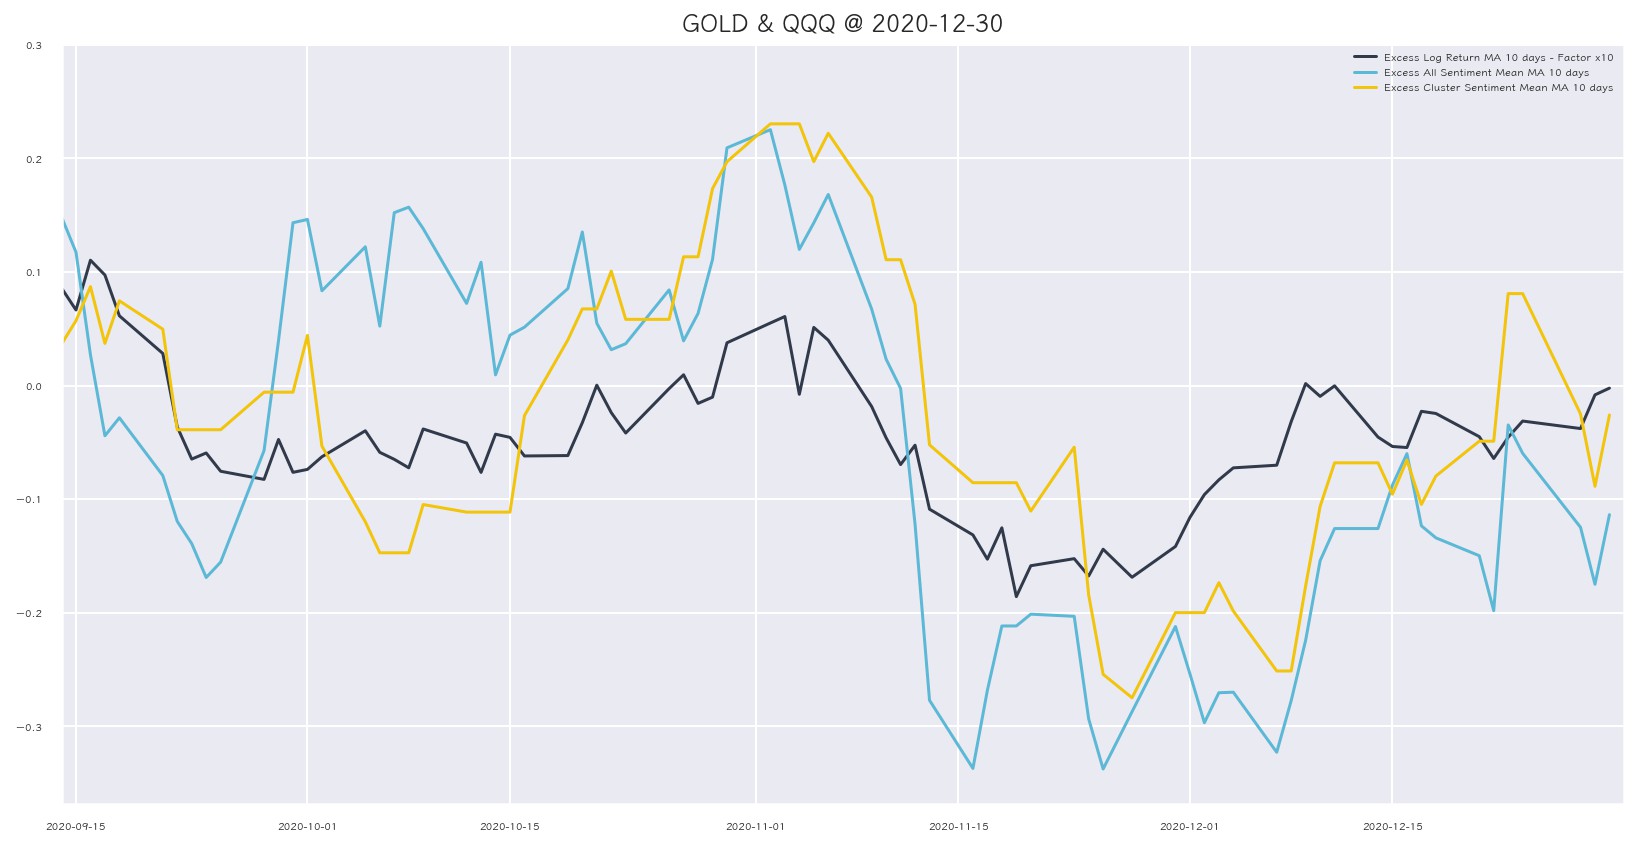 GOLD & QQQ @ 2020-12-30
Excess Log Return MA 10 days - Factor x10
Excess All Sentiment Mean MA 10 days
Excess Cluster Sentiment Mean MA 10 days
0.3
0.2
0.1
0.0
−0.1
−0.2
−0.3
2020-09-15 2020-10-01 2020-10-15 2020-11-01 2020-11-15 2020-12-01 2020-12-15